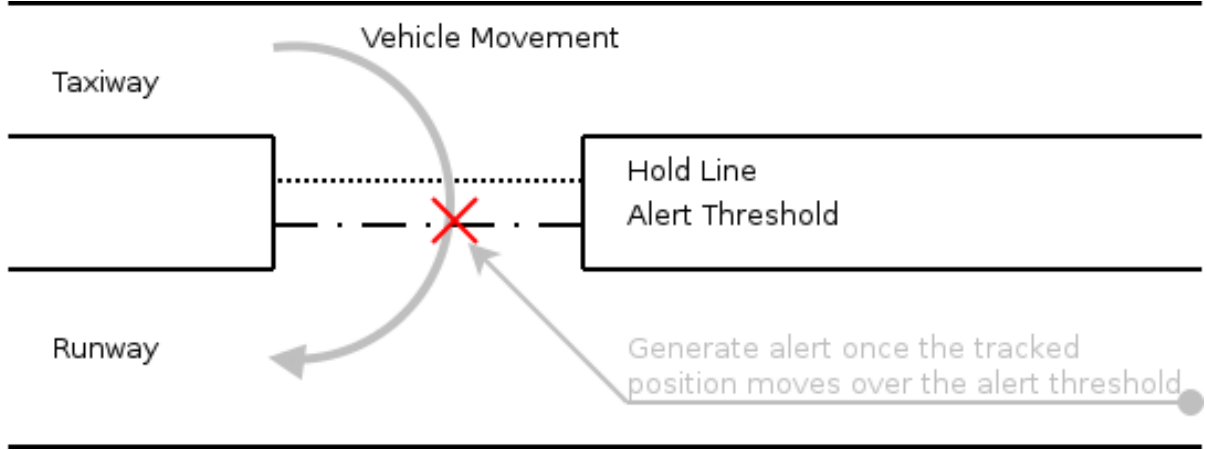 Vehicle Movement
Taxiway
Hold Line
Alert Threshold
Runway
Generate alert once the tracked
position moves over the alert threshold